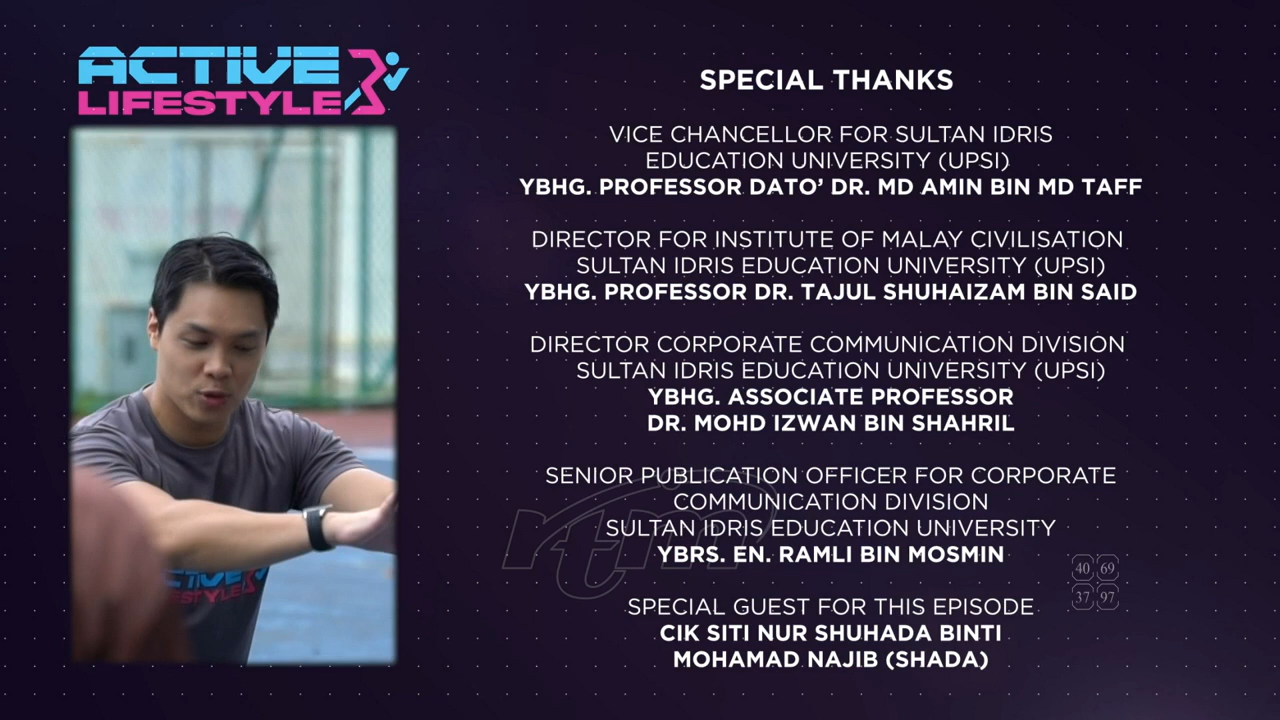 ACTIVE
LIFESTYLE
SPECIAL THANKS
VICE CHANCELLOR FOR SULTAN IDRIS
EDUCATION UNIVERSITY (UPSI)
YBHG. PROFESSOR DATO’ DR. MD AMIN BIN MD TAFF
DIRECTOR FOR INSTITUTE OF MALAY CIVILISATION
SULTAN IDRIS EDUCATION UNIVERSITY (UPSI)
YBHG. PROFESSOR DR. TAJUL SHUHAIZAM BIN SAID
DIRECTOR CORPORATE COMMUNICATION DIVISION
SULTAN IDRIS EDUCATION UNIVERSITY (UPSI)
YBHG. ASSOCIATE PROFESSOR
DR. MOHD IZWAN BIN SHAHRIL
SENIOR PUBLICATION OFFICER FOR CORPORATE
COMMUNICATION DIVISION
SULTAN IDRIS EDUCATION UNIVERSITY
YBRS. EN. RAMLI BIN MOSMIN
SPECIAL GUEST FOR THIS EPISODE
CIK SITI NUR SHUHADA BINTI
MOHAMAD NAJIB (SHADA)
rtm
40 69
37 97
CTIVE
ESTYLE